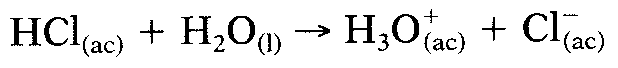 HCl(ac) + H₂O(l) → H₃O⁺(ac) + Cl⁻(ac)